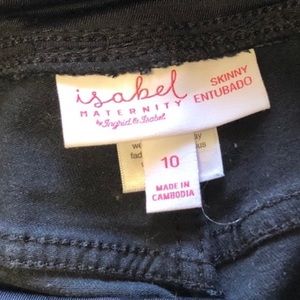 isabel
MATERNITY
by Ingrid & Isabel
SKINNY
ENTUBADO
10
MADE IN
CAMBODIA